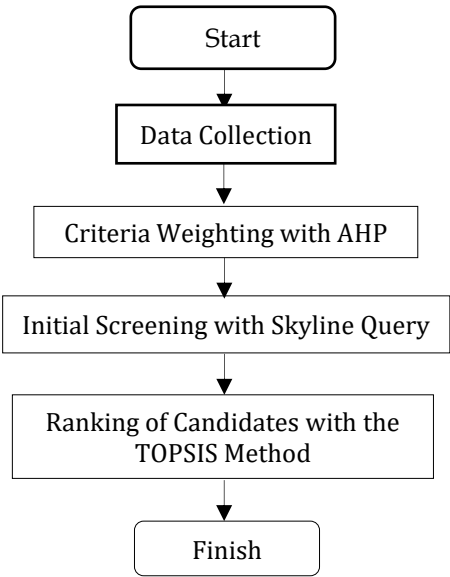 Start
Data Collection
Criteria Weighting with AHP
Initial Screening with Skyline Query
Ranking of Candidates with the
TOPSIS Method
Finish